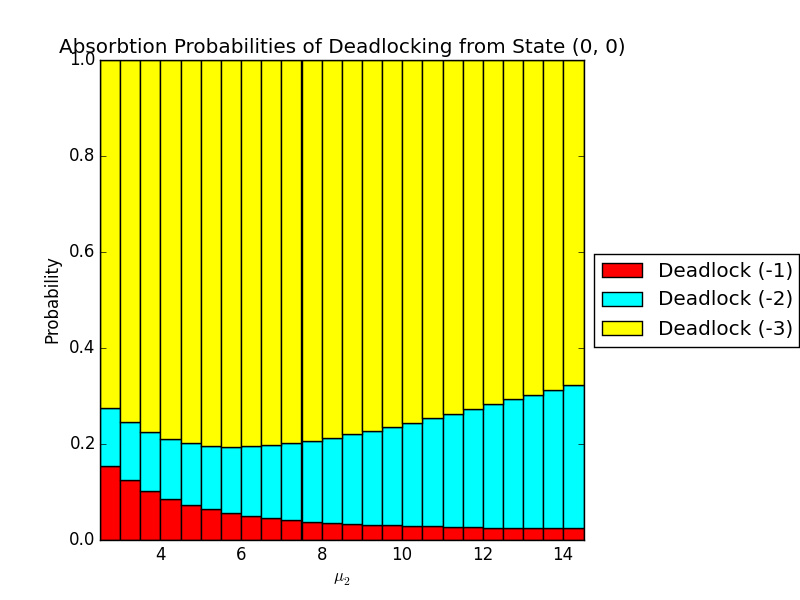 Absorbtion Probabilities of Deadlocking from State (0, 0)
1.0
0.8
0.6
0.4
0.2
0.0
Probability
4
6
8
10
12
14
μ₂
Deadlock (-1)
Deadlock (-2)
Deadlock (-3)